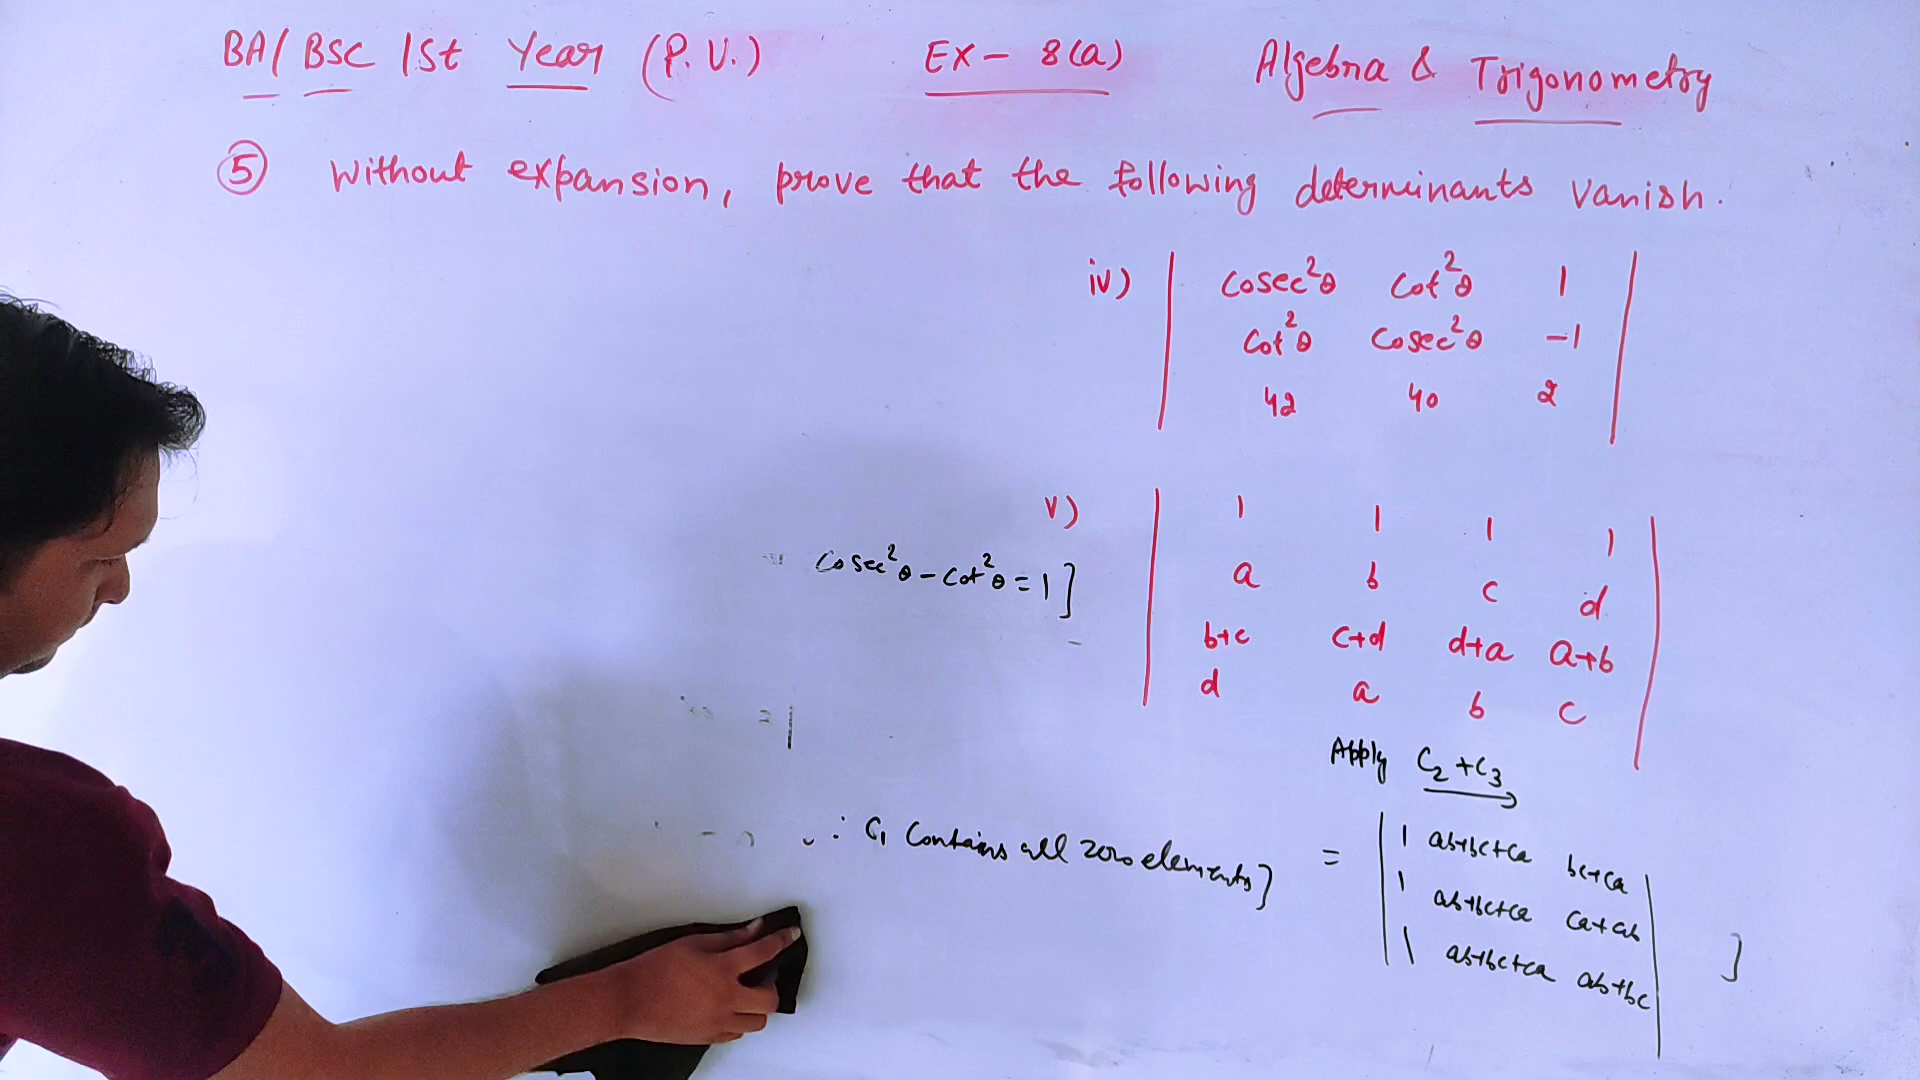 BA/ BSC 1St Year (P.U.) EX- 8(a) Algebra & Trigonometry
⑤ Without expansion, prove that the following determinants vanish.
iv) | Cosec²θ Cot²θ 1 |
Cot²θ Cosec²θ -1
42 40 2
v) | 1 1 1 1 |
a b c d
b+c c+d d+a a+b
d a b c
Cosec²θ - Cot²θ = 1]
= |
Apply C₂+C₃
∵ C₁ Contains all zero elements]
= | 1 ab+bc+ca bc+ca |
1 ab+bc+ca ca+ab
1 ab+bc+ca ab+bc ]